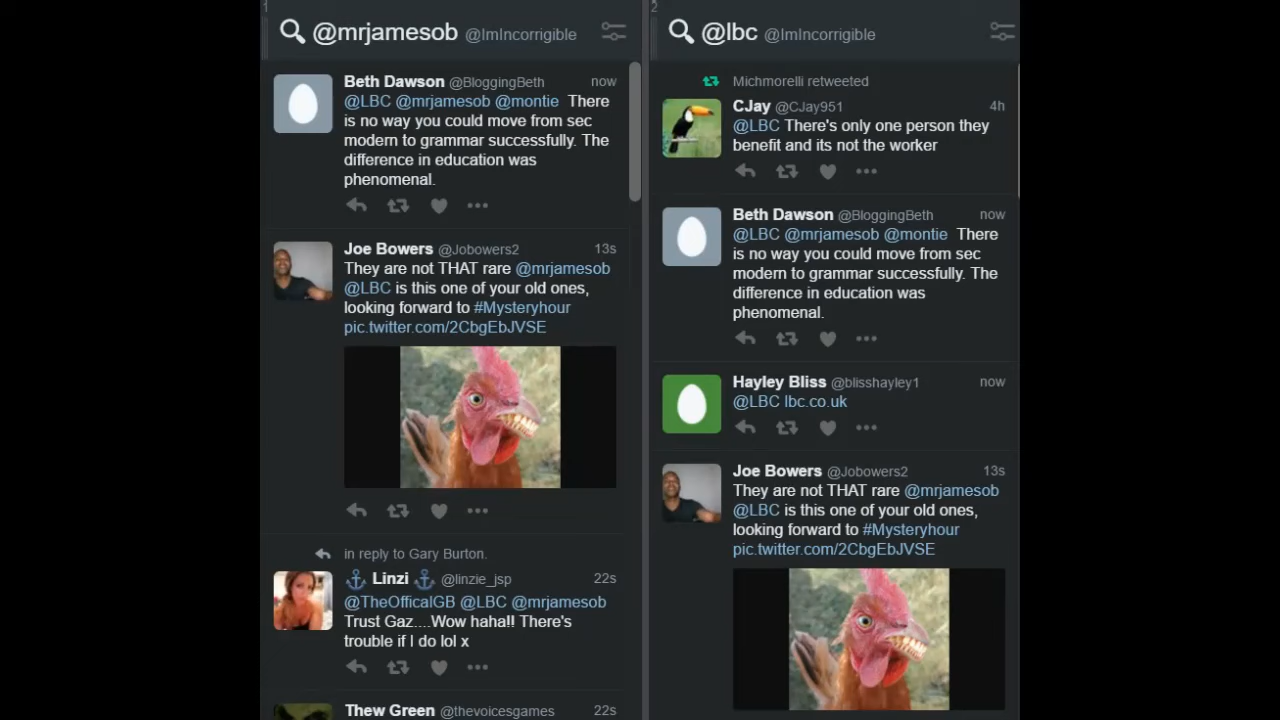 1
@mrjamesob @ImIncorrigible
Beth Dawson @BloggingBeth now
@LBC @mrjamesob @montie There
is no way you could move from sec
modern to grammar successfully. The
difference in education was
phenomenal.
Joe Bowers @Jobowers2 13s
They are not THAT rare @mrjamesob
@LBC is this one of your old ones,
looking forward to #Mysteryhour
pic.twitter.com/2CbgEbJVSE
in reply to Gary Burton.
Linzi @linzie_jsp 22s
@TheOfficalGB @LBC @mrjamesob
Trust Gaz....Wow haha!! There's
trouble if I do lol x
Thew Green @thevoicesgames 22s
2
@lbc @ImIncorrigible
Michmorelli retweeted
CJay @CJay951 4h
@LBC There's only one person they
benefit and its not the worker
Beth Dawson @BloggingBeth now
@LBC @mrjamesob @montie There
is no way you could move from sec
modern to grammar successfully. The
difference in education was
phenomenal.
Hayley Bliss @blisshayley1 now
@LBC lbc.co.uk
Joe Bowers @Jobowers2 13s
They are not THAT rare @mrjamesob
@LBC is this one of your old ones,
looking forward to #Mysteryhour
pic.twitter.com/2CbgEbJVSE